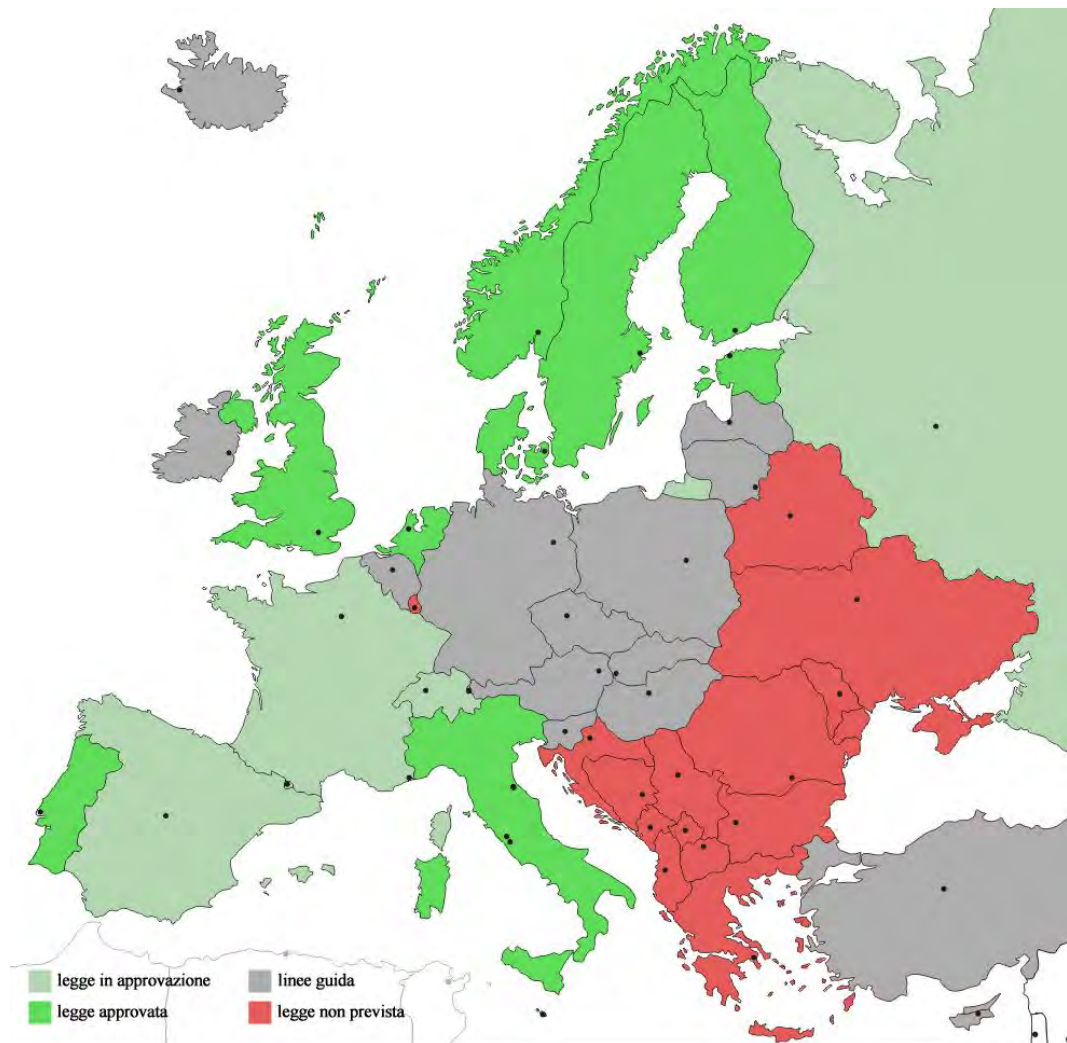 legge in approvazione
linee guida
legge approvata
legge non prevista